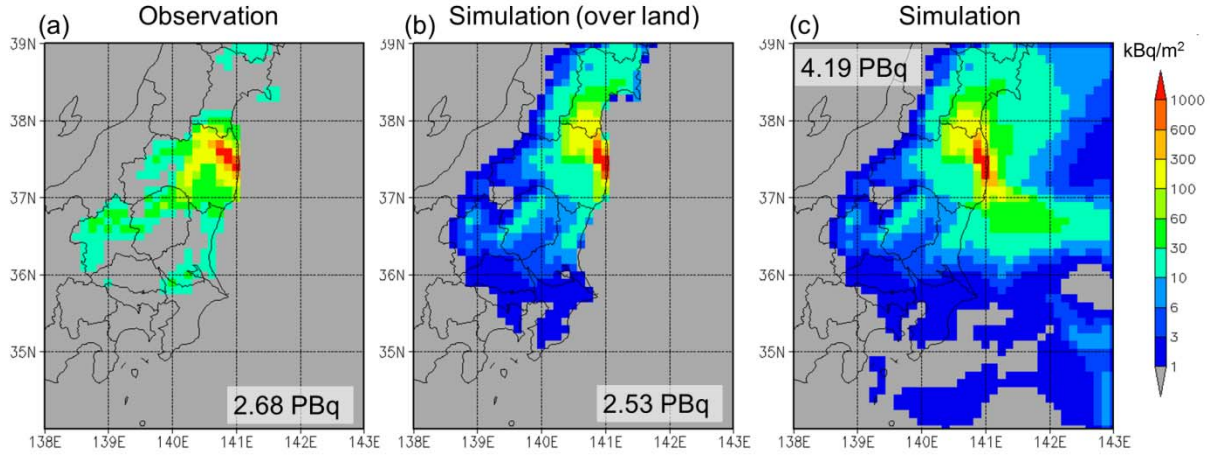 (a) Observation
(b) Simulation (over land)
(c) Simulation
kBq/m²
39N
38N
37N
36N
35N
138E 139E 140E 141E 142E 143E
2.68 PBq
39N
38N
37N
36N
35N
138E 139E 140E 141E 142E 143E
2.53 PBq
39N
38N
37N
36N
35N
138E 139E 140E 141E 142E 143E
4.19 PBq
1000
600
300
100
60
30
10
6
3
1